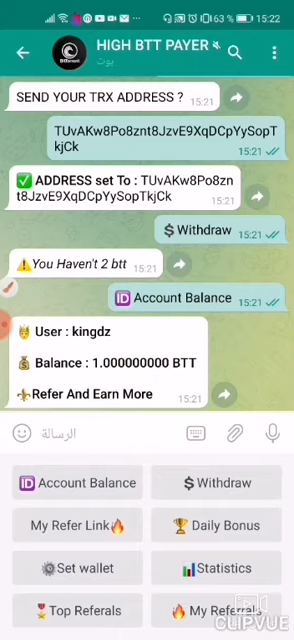 63 % 15:22
HIGH BTT PAYER
بوت
SEND YOUR TRX ADDRESS ?
15:21
TUvAKw8Po8znt8JzvE9XqDCpYySopT
kjCk
15:21
✅ ADDRESS set To : TUvAKw8Po8zn
t8JzvE9XqDCpYySopTkjCk
15:21
💲Withdraw
15:21
⚠️You Haven't 2 btt
15:21
🆔 Account Balance
15:21
🤴 User : kingdz
💰 Balance : 1.000000000 BTT
⚜️Refer And Earn More
15:21
الرسالة
🆔 Account Balance
💲Withdraw
My Refer Link🔥
🏆 Daily Bonus
⚙️Set wallet
📊Statistics
🎖️Top Referals
🔥 My Referrals
CLIPVUE